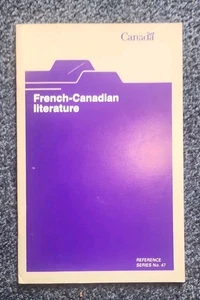 Canada
French-Canadian
literature
REFERENCE
SERIES No. 47